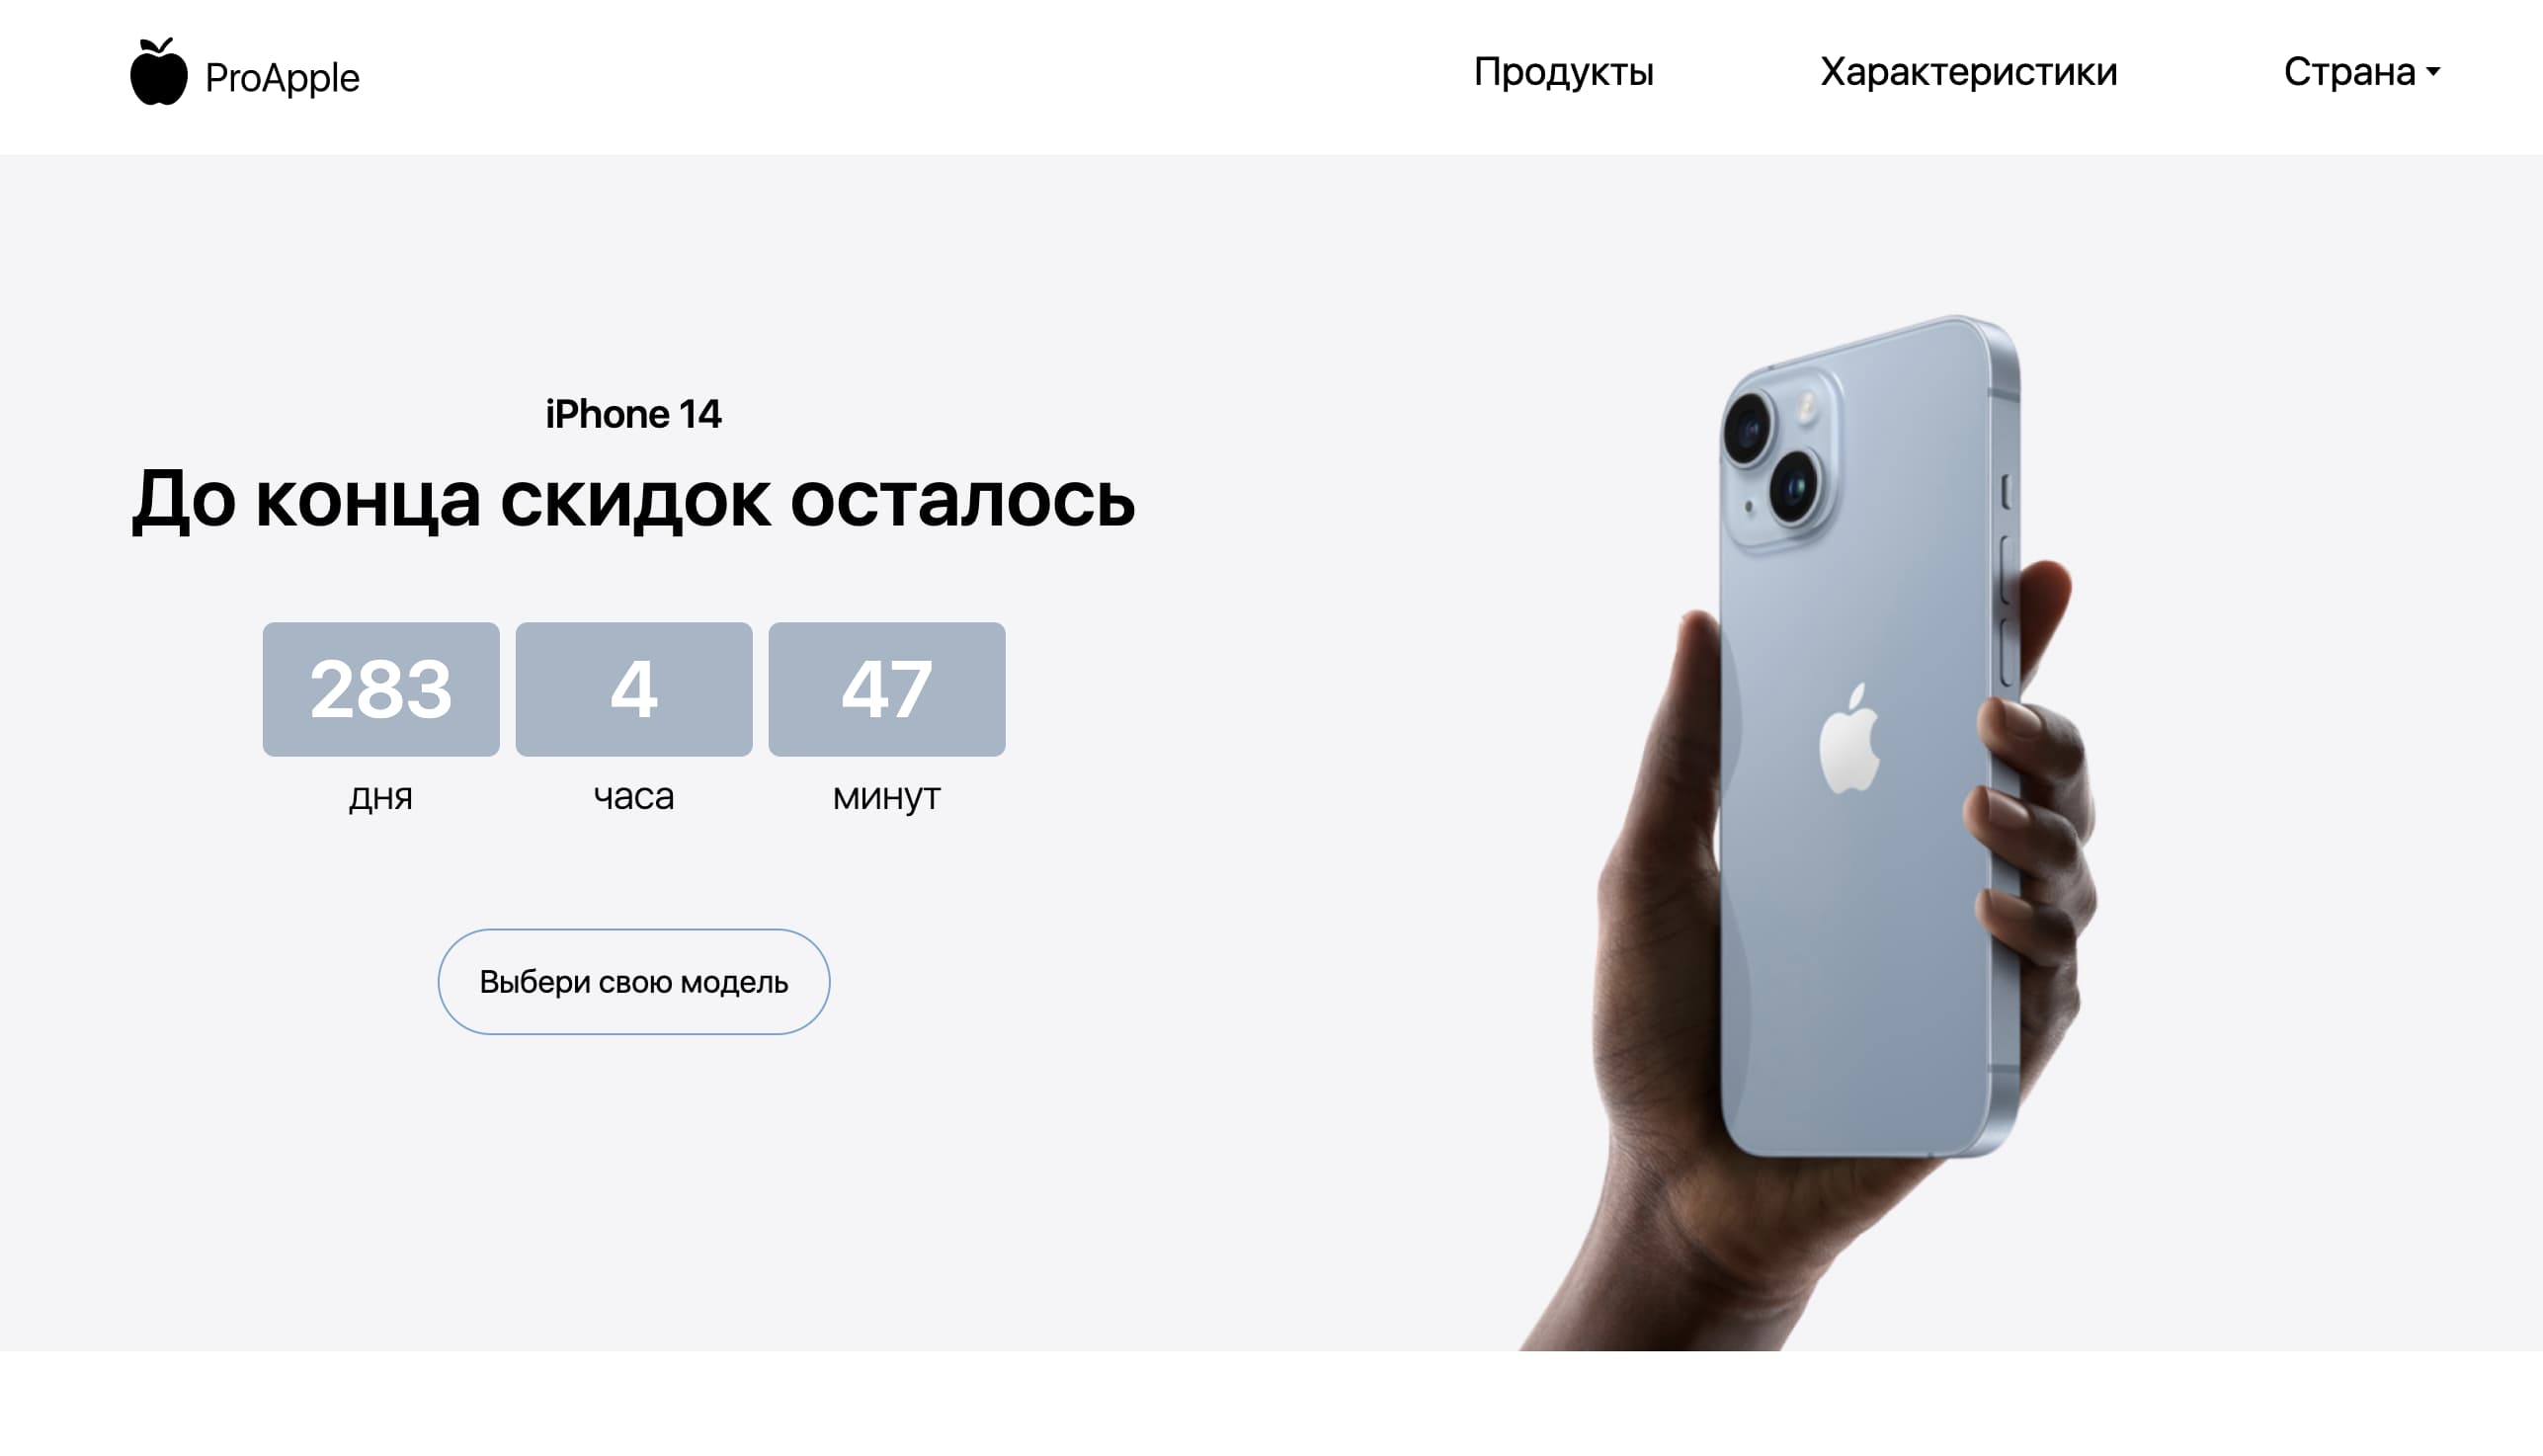 ProApple
Продукты
Характеристики
Страна
iPhone 14
До конца скидок осталось
283
4
47
дня
часа
минут
Выбери свою модель